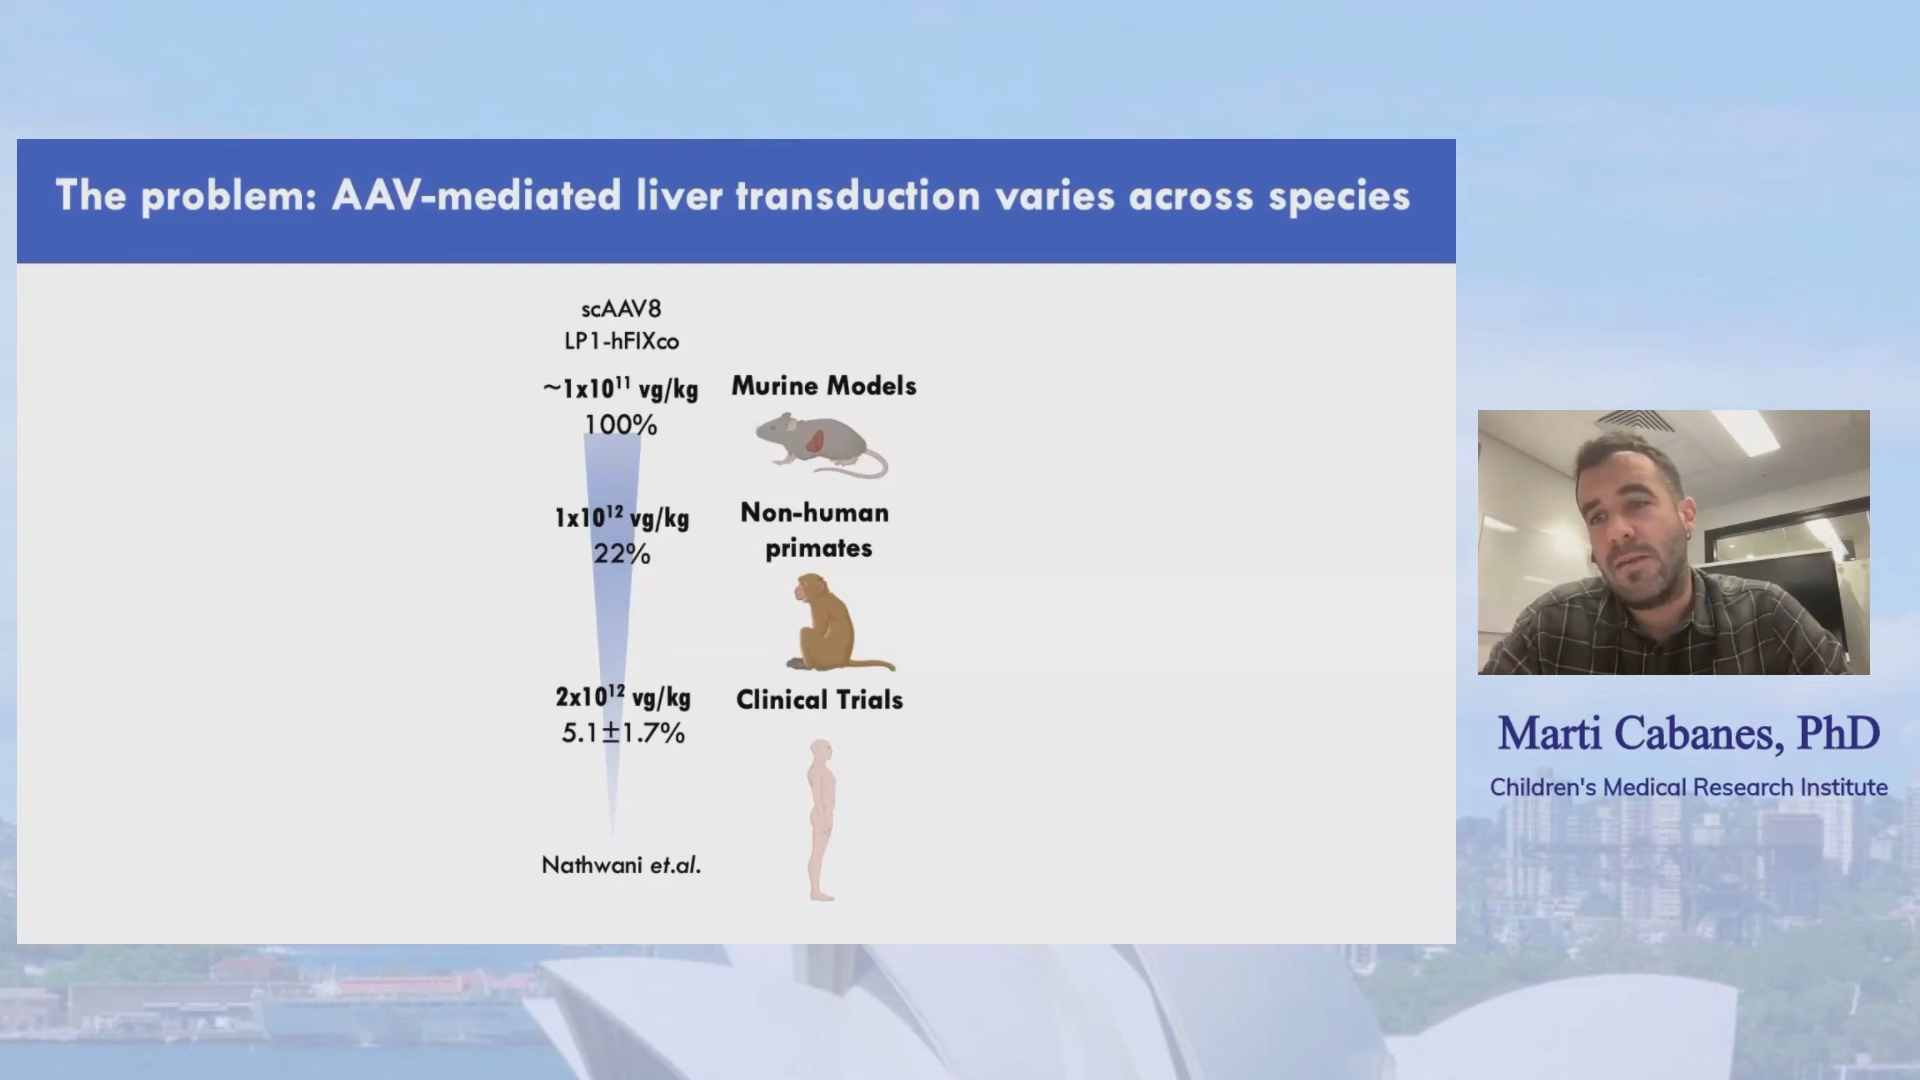 The problem: AAV-mediated liver transduction varies across species
scAAV8
LP1-hFIXco
~1x10¹¹ vg/kg
100%
Murine Models
1x10¹² vg/kg
22%
Non-human
primates
2x10¹² vg/kg
5.1±1.7%
Clinical Trials
Nathwani et.al.
Marti Cabanes, PhD
Children's Medical Research Institute